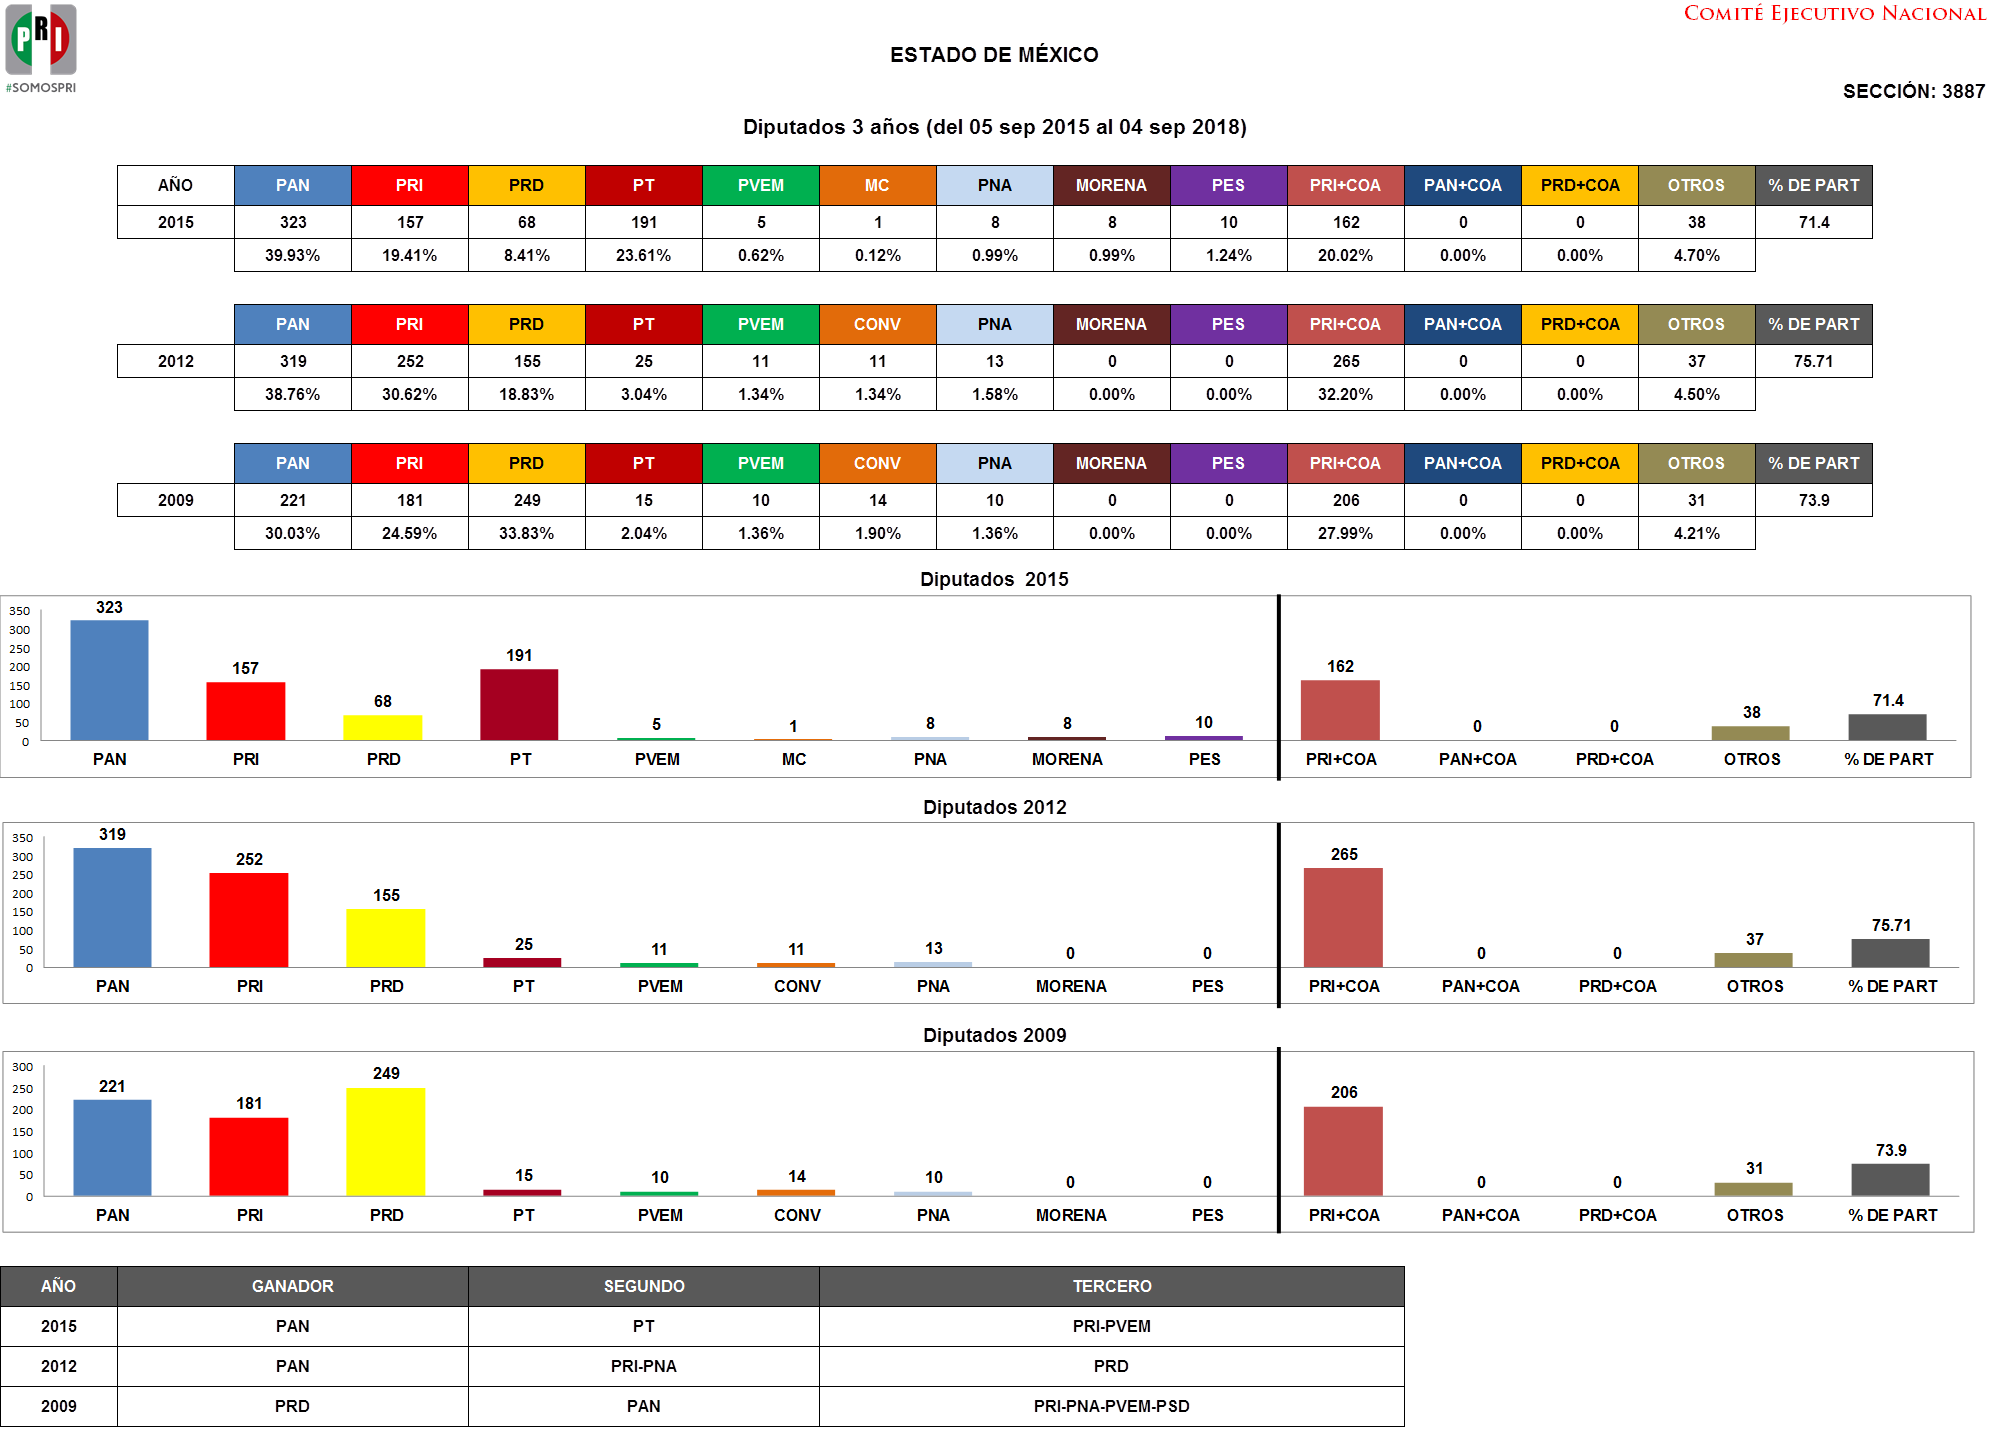 PRI
#SOMOSPRI
COMITÉ EJECUTIVO NACIONAL
ESTADO DE MÉXICO
SECCIÓN: 3887
Diputados 3 años (del 05 sep 2015 al 04 sep 2018)
AÑO PAN PRI PRD PT PVEM MC PNA MORENA PES PRI+COA PAN+COA PRD+COA OTROS % DE PART
2015 323 157 68 191 5 1 8 8 10 162 0 0 38 71.4
39.93% 19.41% 8.41% 23.61% 0.62% 0.12% 0.99% 0.99% 1.24% 20.02% 0.00% 0.00% 4.70%
PAN PRI PRD PT PVEM CONV PNA MORENA PES PRI+COA PAN+COA PRD+COA OTROS % DE PART
2012 319 252 155 25 11 11 13 0 0 265 0 0 37 75.71
38.76% 30.62% 18.83% 3.04% 1.34% 1.34% 1.58% 0.00% 0.00% 32.20% 0.00% 0.00% 4.50%
PAN PRI PRD PT PVEM CONV PNA MORENA PES PRI+COA PAN+COA PRD+COA OTROS % DE PART
2009 221 181 249 15 10 14 10 0 0 206 0 0 31 73.9
30.03% 24.59% 33.83% 2.04% 1.36% 1.90% 1.36% 0.00% 0.00% 27.99% 0.00% 0.00% 4.21%
Diputados 2015
350
300
250
200
150
100
50
0
323 157 68 191 5 1 8 8 10 162 0 0 38 71.4
PAN PRI PRD PT PVEM MC PNA MORENA PES PRI+COA PAN+COA PRD+COA OTROS % DE PART
Diputados 2012
350
300
250
200
150
100
50
0
319 252 155 25 11 11 13 0 0 265 0 0 37 75.71
PAN PRI PRD PT PVEM CONV PNA MORENA PES PRI+COA PAN+COA PRD+COA OTROS % DE PART
Diputados 2009
300
250
200
150
100
50
0
221 181 249 15 10 14 10 0 0 206 0 0 31 73.9
PAN PRI PRD PT PVEM CONV PNA MORENA PES PRI+COA PAN+COA PRD+COA OTROS % DE PART
AÑO GANADOR SEGUNDO TERCERO
2015 PAN PT PRI-PVEM
2012 PAN PRI-PNA PRD
2009 PRD PAN PRI-PNA-PVEM-PSD